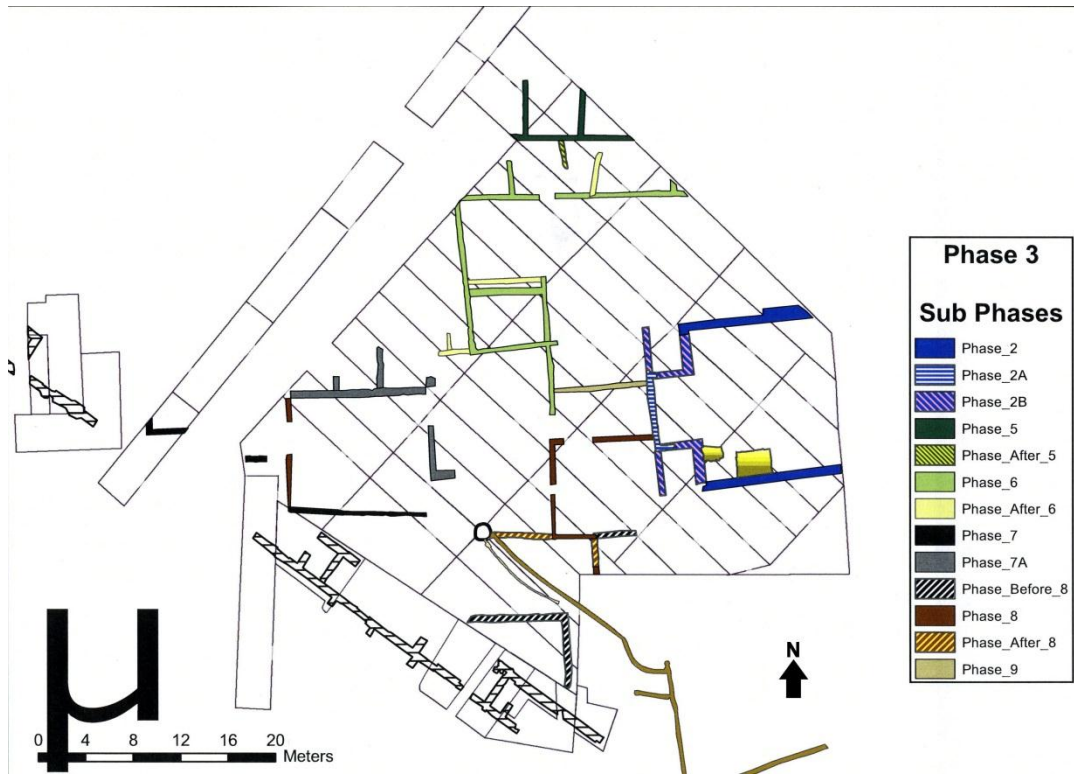 Phase 3
Sub Phases
Phase_2
Phase_2A
Phase_2B
Phase_5
Phase_After_5
Phase_6
Phase_After_6
Phase_7
Phase_7A
Phase_Before_8
Phase_8
Phase_After_8
Phase_9
N
μ
0 4 8 12 16 20
Meters